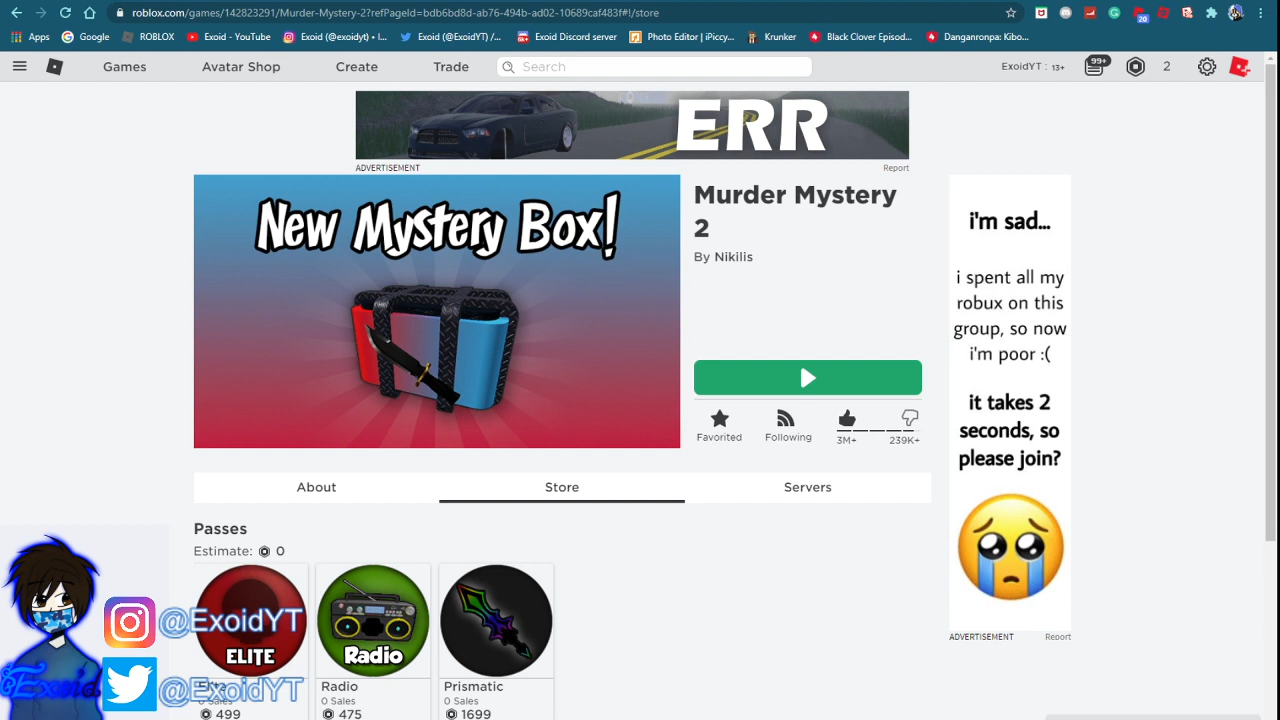 roblox.com/games/142823291/Murder-Mystery-2?refPageId=bdb6bd8d-ab76-494b-ad02-10689caf483f#!/store
20
Apps
Google
ROBLOX
Exoid - YouTube
Exoid (@exoidyt) • I...
Exoid (@ExoidYT) /...
Exoid Discord server
Photo Editor | iPiccy...
Krunker
Black Clover Episod...
Danganronpa: Kibo...
Games
Avatar Shop
Create
Trade
Search
ExoidYT : 13+
99+
2
ERR
ADVERTISEMENT
Report
New Mystery Box!
Murder Mystery
2
By Nikilis
Favorited
Following
3M+
239K+
i'm sad...
i spent all my
robux on this
group, so now
i'm poor :(
it takes 2
seconds, so
please join?
ADVERTISEMENT
Report
About
Store
Servers
Passes
Estimate: 0
ELITE
Radio
Radio
Prismatic
0 Sales
0 Sales
0 Sales
499
475
1699
@ExoidYT
@ExoidYT